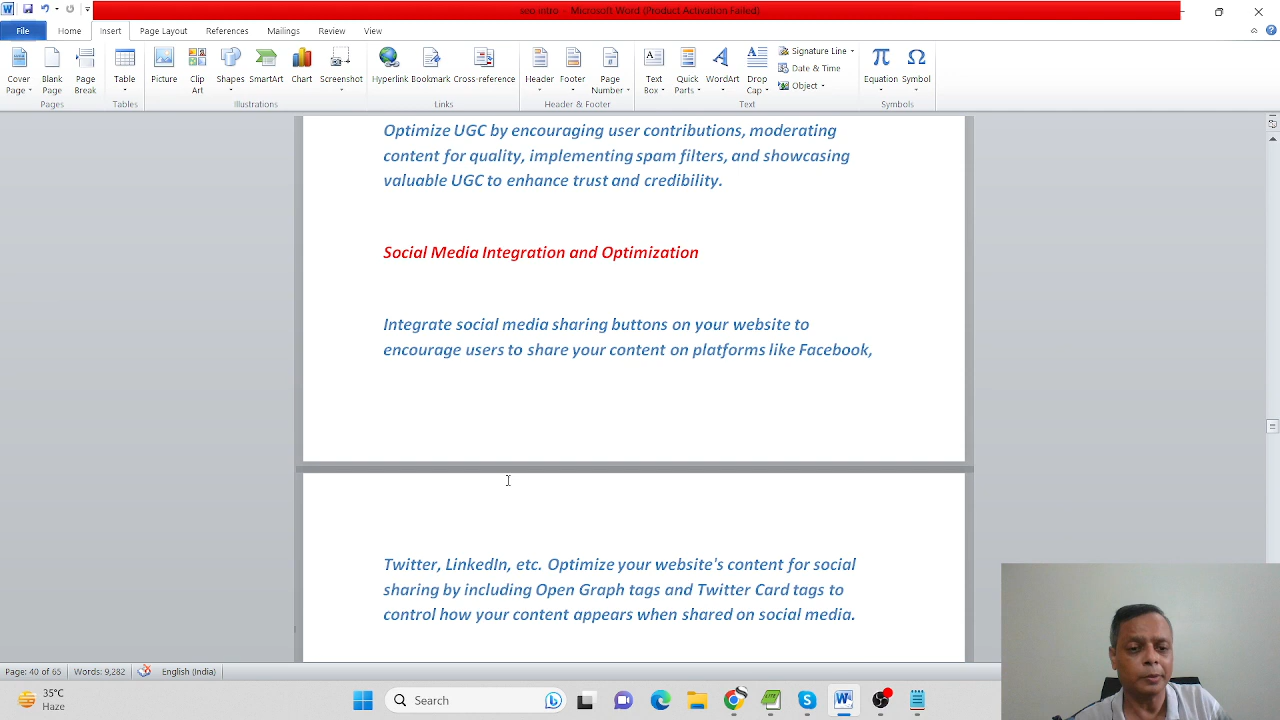 seo intro - Microsoft Word (Product Activation Failed)
File Home Insert Page Layout References Mailings Review View
Cover Page Blank Page Page Break Table Picture Clip Art Shapes SmartArt Chart Screenshot Hyperlink Bookmark Cross-reference Header Footer Page Number Text Box Quick Parts WordArt Drop Cap Signature Line Date & Time Object Equation Symbol
Pages Tables Illustrations Links Header & Footer Text Symbols
Optimize UGC by encouraging user contributions, moderating
content for quality, implementing spam filters, and showcasing
valuable UGC to enhance trust and credibility.
Social Media Integration and Optimization
Integrate social media sharing buttons on your website to
encourage users to share your content on platforms like Facebook,
Twitter, LinkedIn, etc. Optimize your website's content for social
sharing by including Open Graph tags and Twitter Card tags to
control how your content appears when shared on social media.
Page: 40 of 65 Words: 9,282 English (India)
35°C
Haze
Search